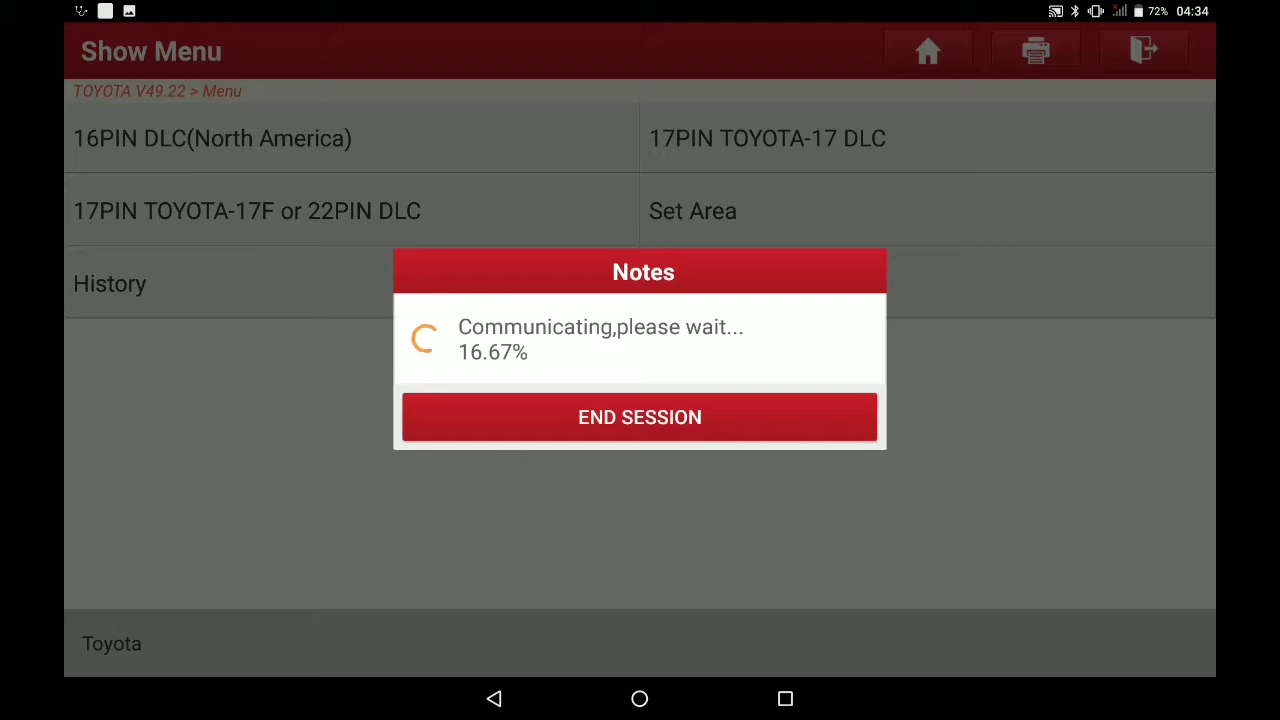 72% 04:34
Show Menu
TOYOTA V49.22 > Menu
16PIN DLC(North America)
17PIN TOYOTA-17 DLC
17PIN TOYOTA-17F or 22PIN DLC
Set Area
History
Notes
Communicating,please wait...
16.67%
END SESSION
Toyota